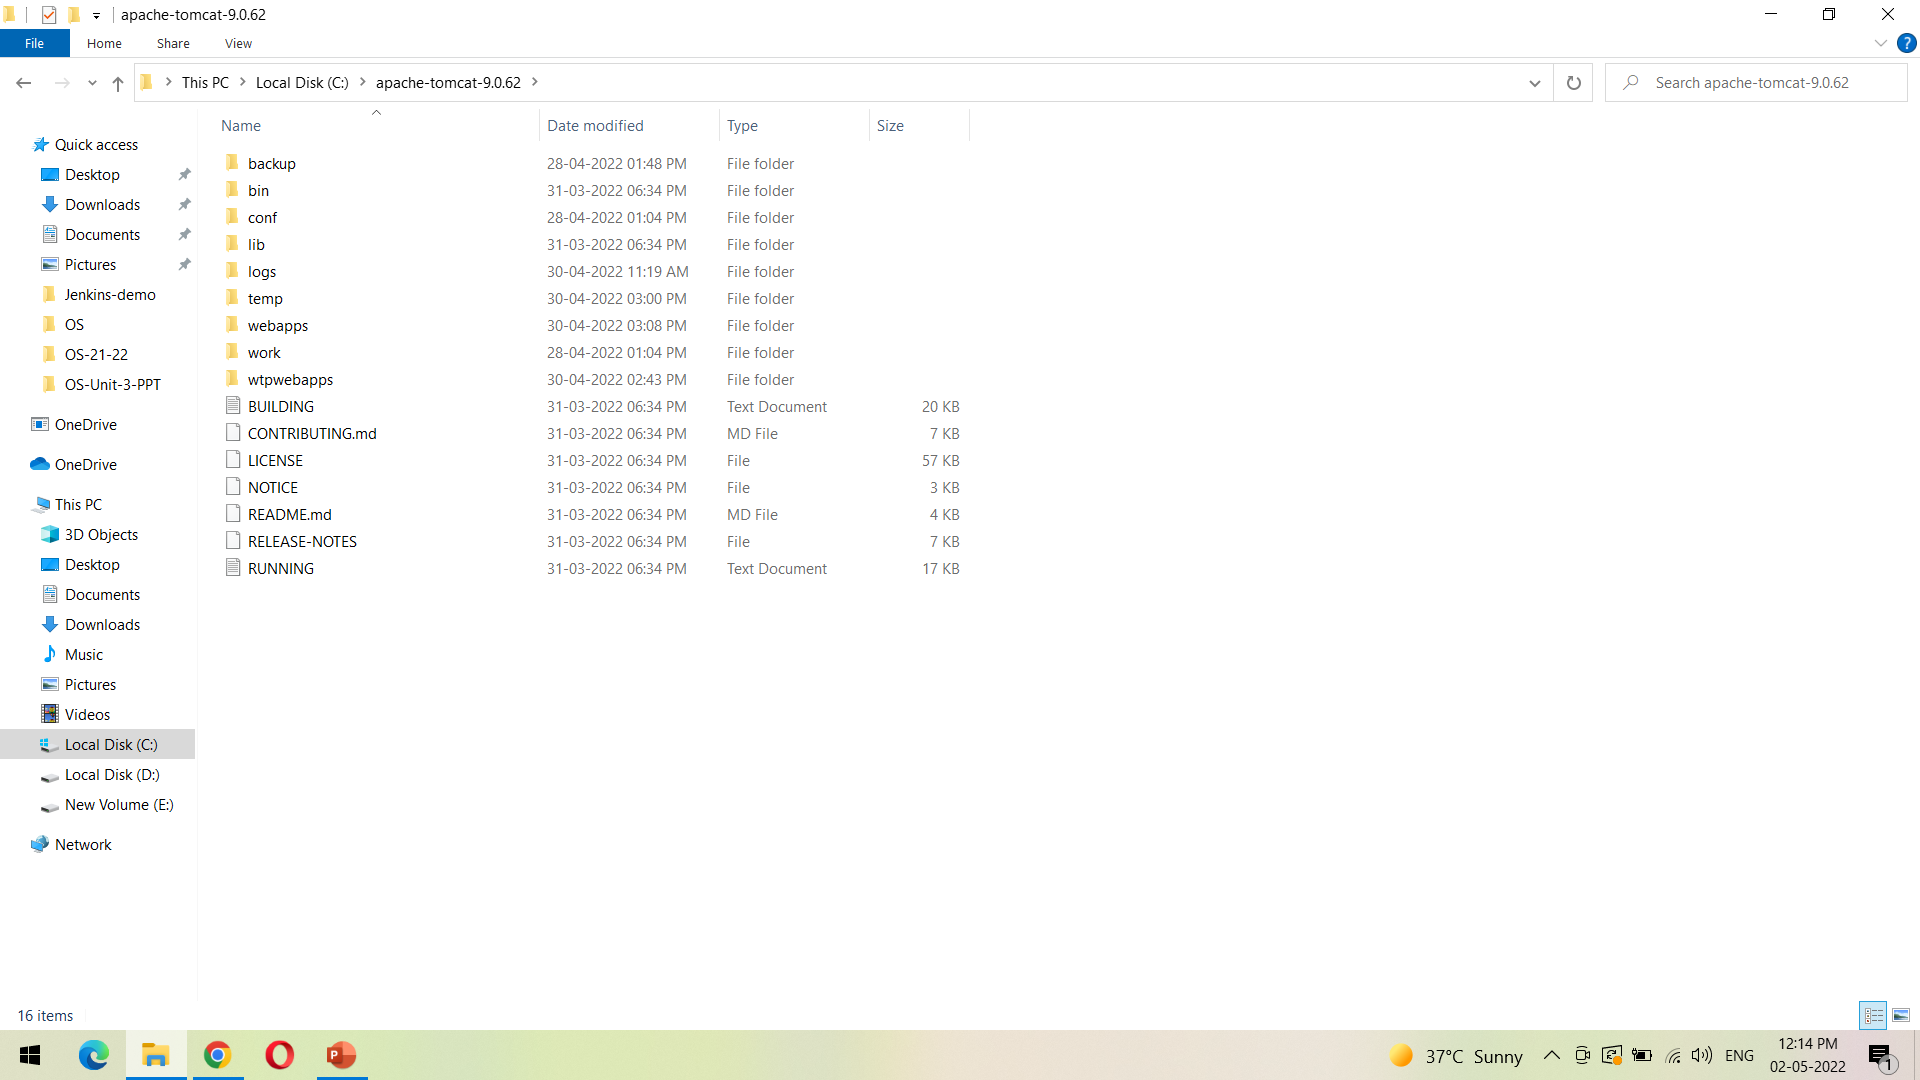 apache-tomcat-9.0.62
File Home Share View ?
This PC Local Disk (C:) apache-tomcat-9.0.62 Search apache-tomcat-9.0.62
Name Date modified Type Size
Quick access
Desktop
Downloads
Documents
Pictures
Jenkins-demo
OS
OS-21-22
OS-Unit-3-PPT
OneDrive
OneDrive
This PC
3D Objects
Desktop
Documents
Downloads
Music
Pictures
Videos
Local Disk (C:)
Local Disk (D:)
New Volume (E:)
Network
backup 28-04-2022 01:48 PM File folder
bin 31-03-2022 06:34 PM File folder
conf 28-04-2022 01:04 PM File folder
lib 31-03-2022 06:34 PM File folder
logs 30-04-2022 11:19 AM File folder
temp 30-04-2022 03:00 PM File folder
webapps 30-04-2022 03:08 PM File folder
work 28-04-2022 01:04 PM File folder
wtpwebapps 30-04-2022 02:43 PM File folder
BUILDING 31-03-2022 06:34 PM Text Document 20 KB
CONTRIBUTING.md 31-03-2022 06:34 PM MD File 7 KB
LICENSE 31-03-2022 06:34 PM File 57 KB
NOTICE 31-03-2022 06:34 PM File 3 KB
README.md 31-03-2022 06:34 PM MD File 4 KB
RELEASE-NOTES 31-03-2022 06:34 PM File 7 KB
RUNNING 31-03-2022 06:34 PM Text Document 17 KB
16 items
P 37°C Sunny ENG 12:14 PM
02-05-2022 1